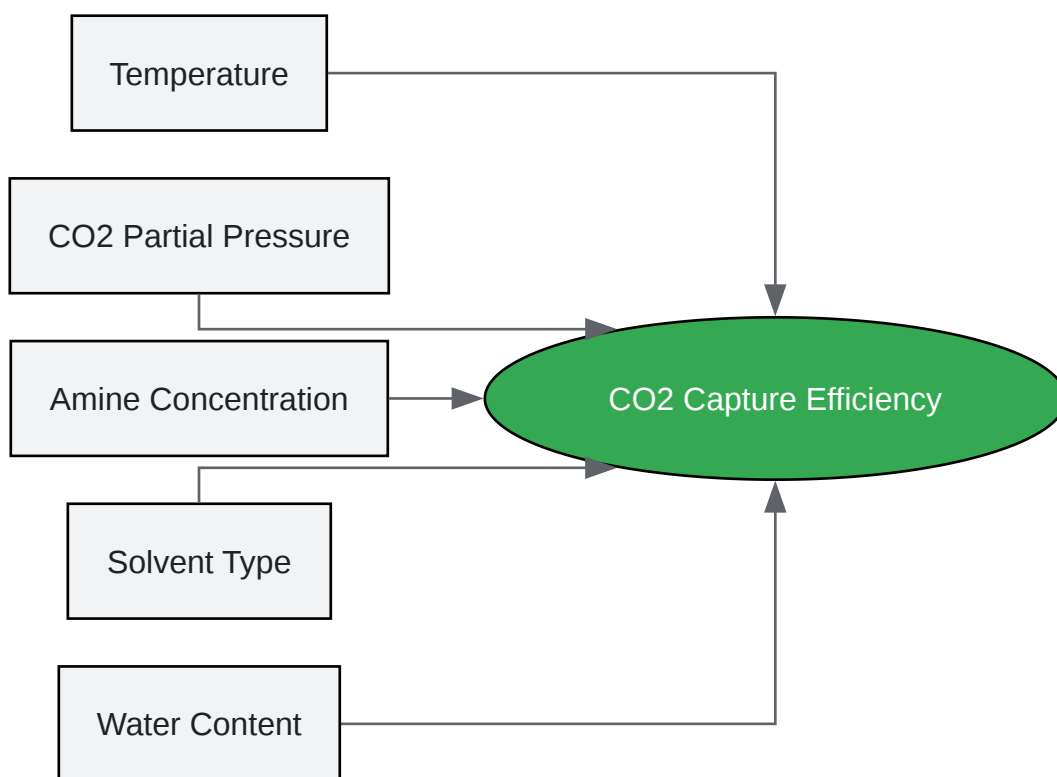 Temperature
CO2 Partial Pressure
Amine Concentration
CO2 Capture Efficiency
Solvent Type
Water Content